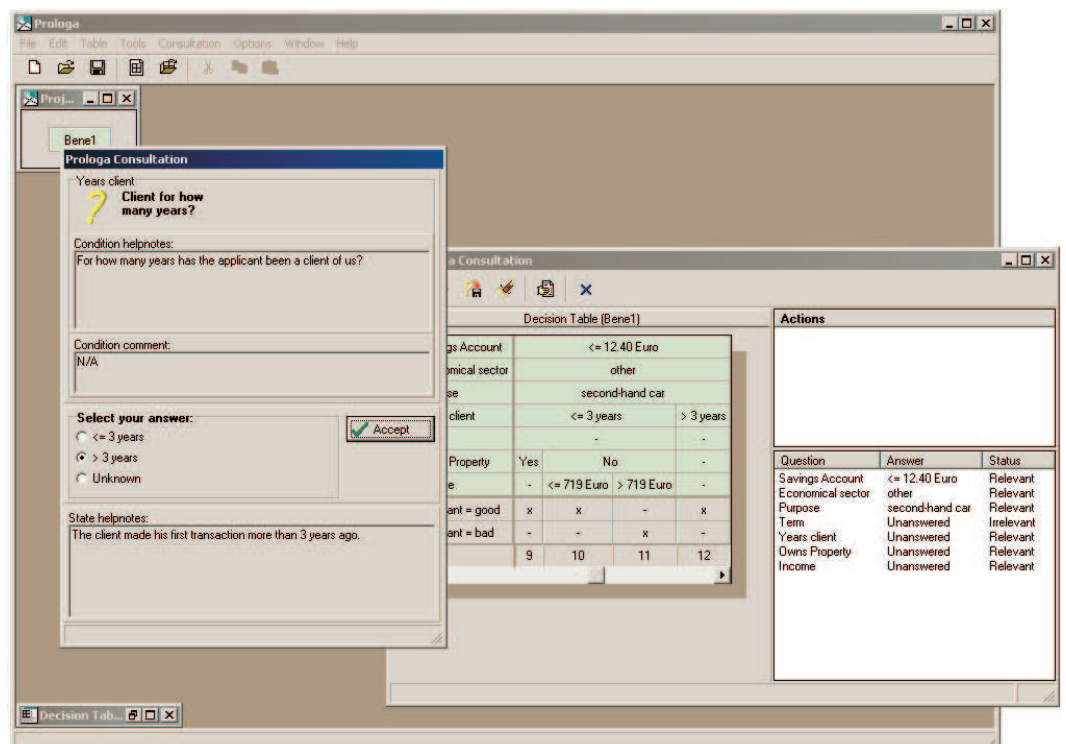 Prologa
File Edit Table Tools Consultation Options Window Help
Proj...
Bene1
Prologa Consultation
Years client
Client for how
many years?
Condition helpnotes:
For how many years has the applicant been a client of us?
Condition comment:
N/A
Select your answer:
<= 3 years
> 3 years
Unknown
Accept
State helpnotes:
The client made his first transaction more than 3 years ago.
a Consultation
Decision Table (Bene1)
gs Account <= 12.40 Euro
omical sector other
se second-hand car
client <= 3 years > 3 years
- -
Property Yes No -
e - <= 719 Euro > 719 Euro -
ant = good x x - x
ant = bad - - x -
9 10 11 12
Actions
Question Answer Status
Savings Account <= 12.40 Euro Relevant
Economical sector other Relevant
Purpose second-hand car Relevant
Term Unanswered Irrelevant
Years client Unanswered Relevant
Owns Property Unanswered Relevant
Income Unanswered Relevant
Decision Tab...